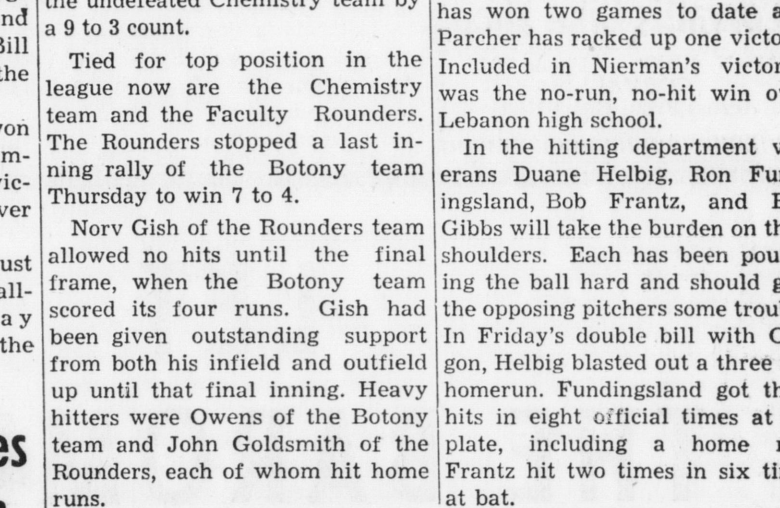 nd
Bill
the
von
m-
vic-
ver
ust
all-
a y
the
es
the undefeated Chemistry team by
a 9 to 3 count.
Tied for top position in the
league now are the Chemistry
team and the Faculty Rounders.
The Rounders stopped a last in-
ning rally of the Botony team
Thursday to win 7 to 4.
Norv Gish of the Rounders team
allowed no hits until the final
frame, when the Botony team
scored its four runs. Gish had
been given outstanding support
from both his infield and outfield
up until that final inning. Heavy
hitters were Owens of the Botony
team and John Goldsmith of the
Rounders, each of whom hit home
runs.
has won two games to date a
Parcher has racked up one victo
Included in Nierman's victor
was the no-run, no-hit win o
Lebanon high school.
In the hitting department v
erans Duane Helbig, Ron Fu
ingsland, Bob Frantz, and
Gibbs will take the burden on th
shoulders. Each has been pou
ing the ball hard and should g
the opposing pitchers some trou
In Friday's double bill with O
gon, Helbig blasted out a three
homerun. Fundingsland got th
hits in eight official times at
plate, including a home
Frantz hit two times in six ti
at bat.